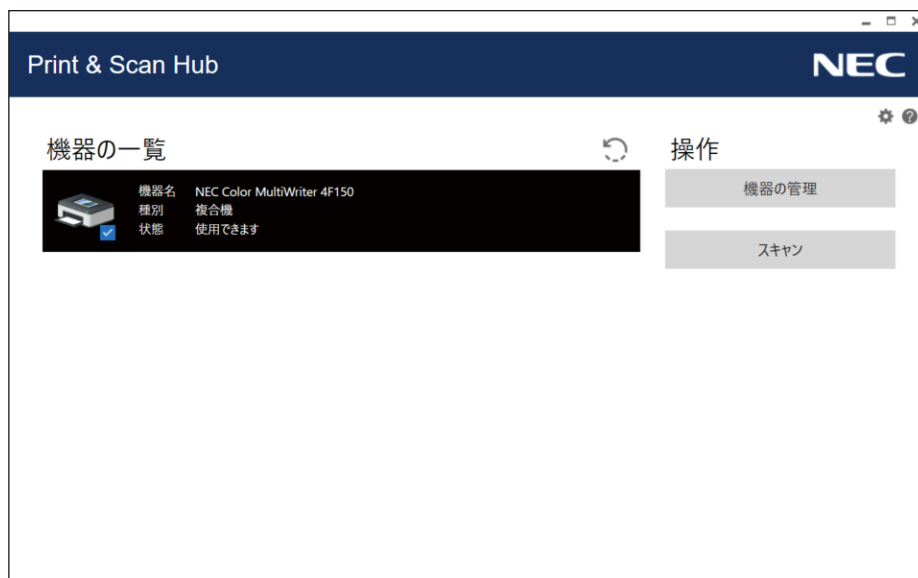 Print & Scan Hub
NEC
機器の一覧
操作
機器名 NEC Color MultiWriter 4F150
種別 複合機
状態 使用できます
機器の管理
スキャン